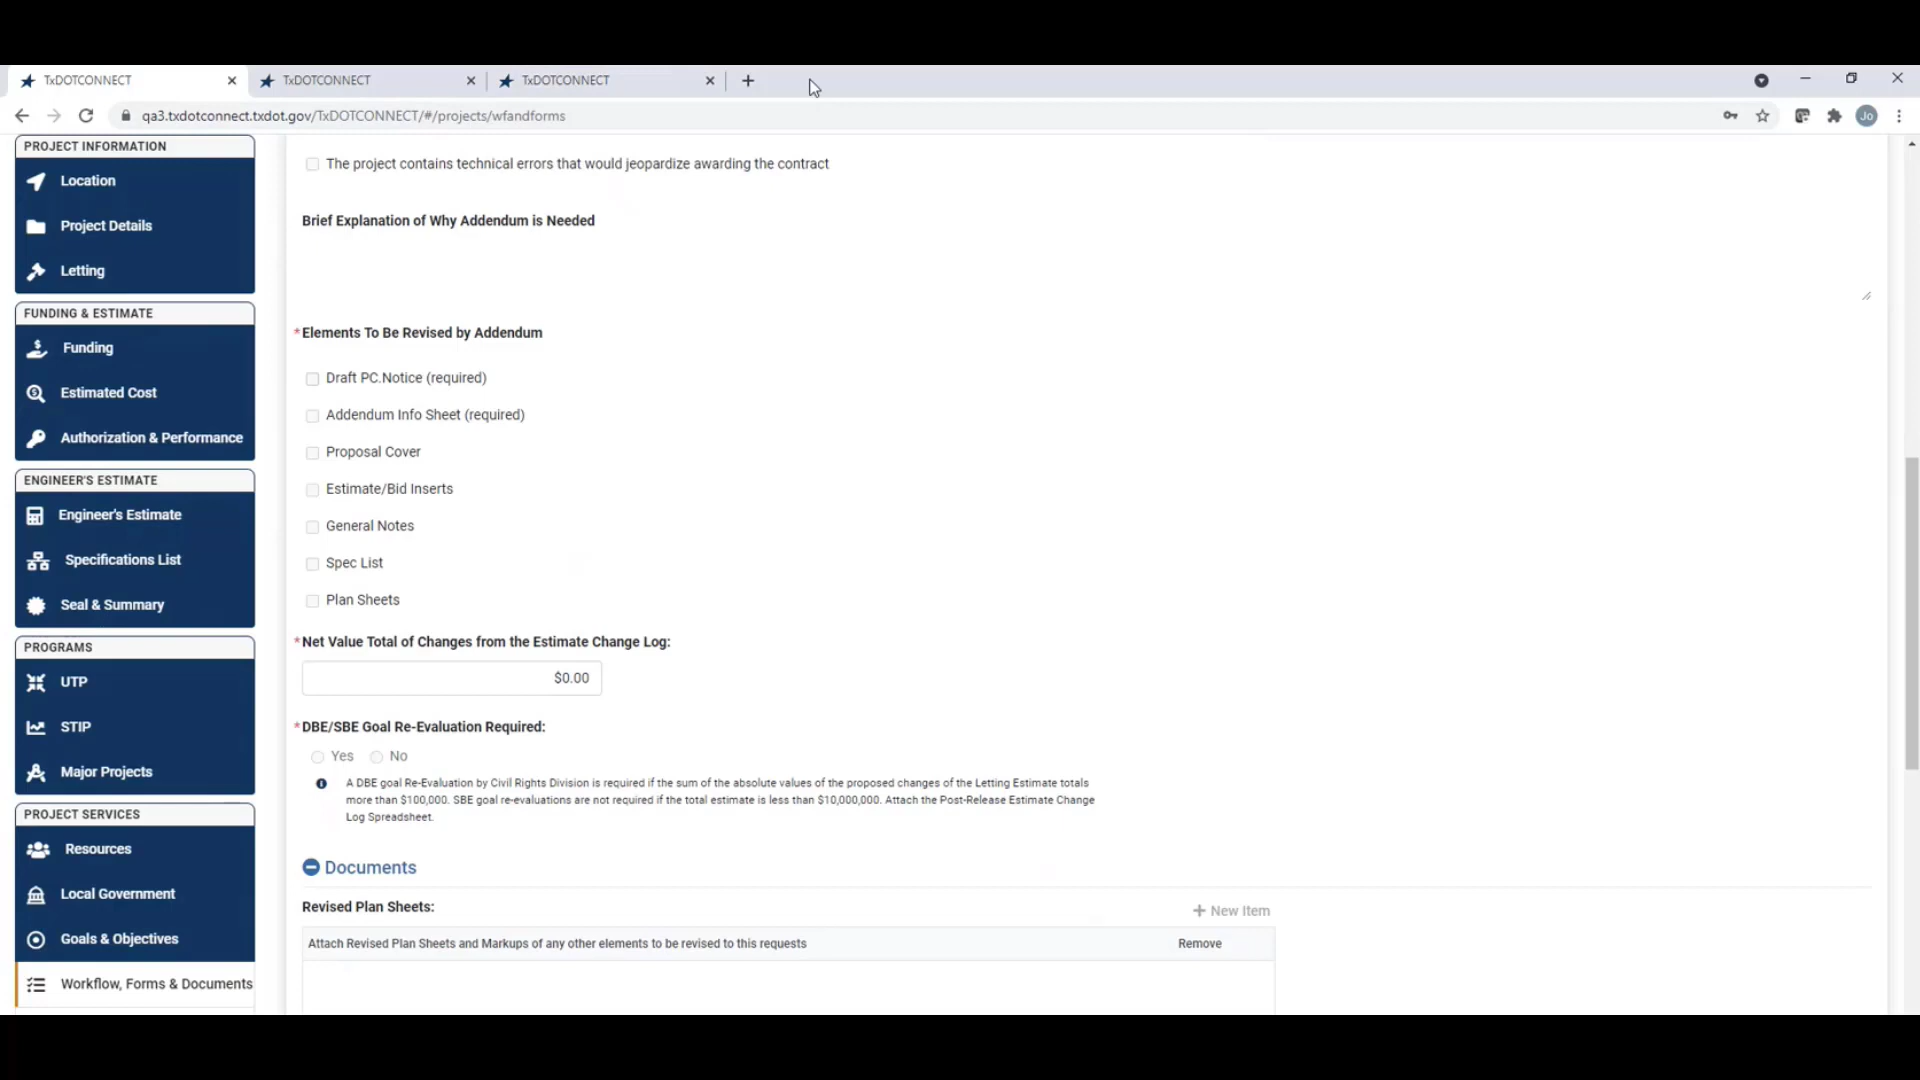 TxDOTCONNECT
TxDOTCONNECT
TxDOTCONNECT
qa3.txdotconnect.txdot.gov/TxDOTCONNECT/#/projects/wfandforms
Jo
PROJECT INFORMATION
Location
Project Details
Letting
FUNDING & ESTIMATE
Funding
Estimated Cost
Authorization & Performance
ENGINEER'S ESTIMATE
Engineer's Estimate
Specifications List
Seal & Summary
PROGRAMS
UTP
STIP
Major Projects
PROJECT SERVICES
Resources
Local Government
Goals & Objectives
Workflow, Forms & Documents
The project contains technical errors that would jeopardize awarding the contract
Brief Explanation of Why Addendum is Needed
*Elements To Be Revised by Addendum
Draft PC.Notice (required)
Addendum Info Sheet (required)
Proposal Cover
Estimate/Bid Inserts
General Notes
Spec List
Plan Sheets
*Net Value Total of Changes from the Estimate Change Log:
$0.00
*DBE/SBE Goal Re-Evaluation Required:
Yes No
A DBE goal Re-Evaluation by Civil Rights Division is required if the sum of the absolute values of the proposed changes of the Letting Estimate totals
more than $100,000. SBE goal re-evaluations are not required if the total estimate is less than $10,000,000. Attach the Post-Release Estimate Change
Log Spreadsheet.
Documents
Revised Plan Sheets:
+ New Item
Attach Revised Plan Sheets and Markups of any other elements to be revised to this requests
Remove